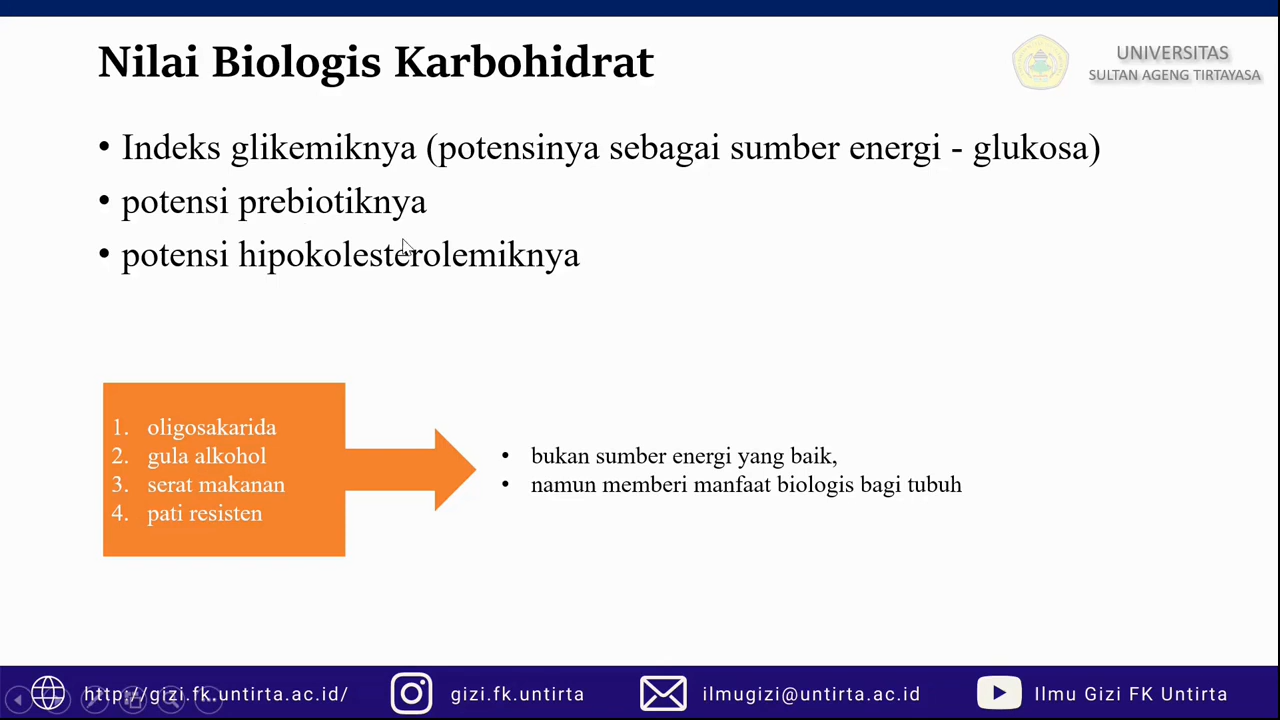 Nilai Biologis Karbohidrat
UNIVERSITAS
SULTAN AGENG TIRTAYASA
• Indeks glikemiknya (potensinya sebagai sumber energi - glukosa)
• potensi prebiotiknya
• potensi hipokolesterolemiknya
1. oligosakarida
2. gula alkohol
3. serat makanan
4. pati resisten
• bukan sumber energi yang baik,
• namun memberi manfaat biologis bagi tubuh
http://gizi.fk.untirta.ac.id/
gizi.fk.untirta
ilmugizi@untirta.ac.id
Ilmu Gizi FK Untirta